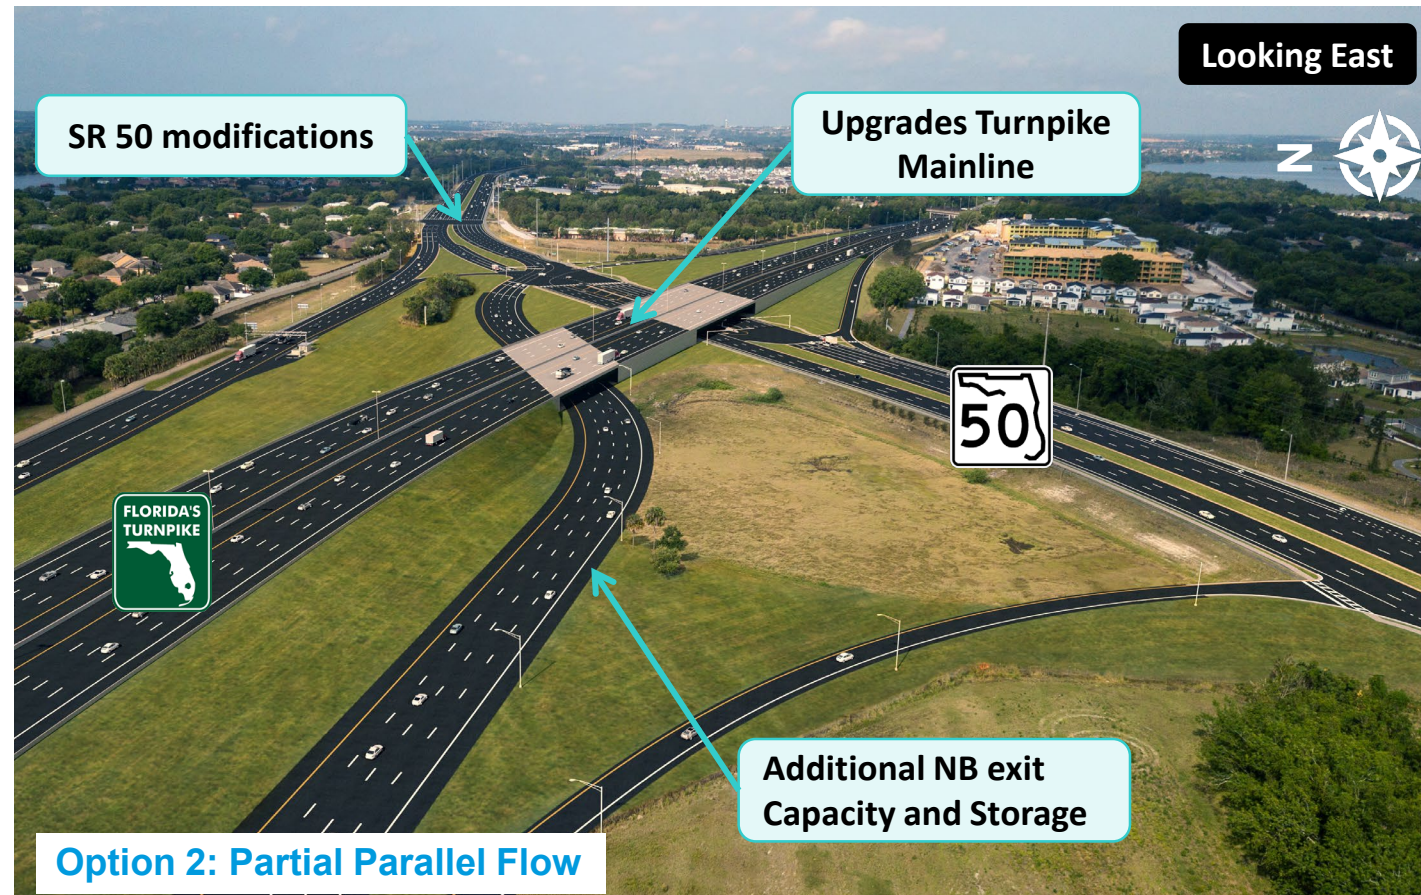 Looking East
SR 50 modifications
Upgrades Turnpike
Mainline
N
50
FLORIDA'S
TURNPIKE
Additional NB exit
Capacity and Storage
Option 2: Partial Parallel Flow